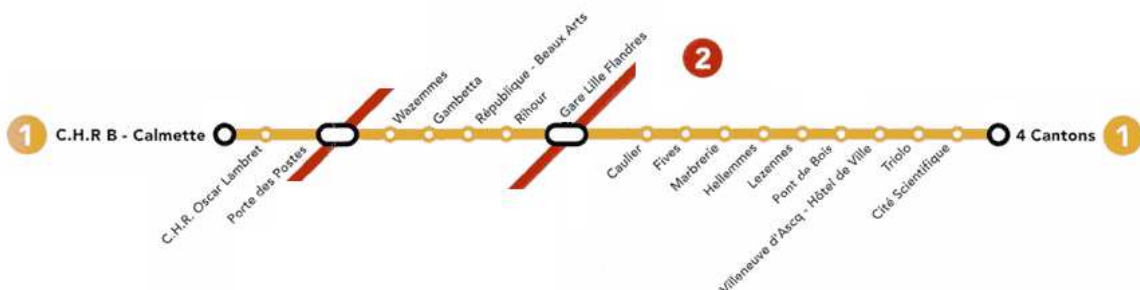 1
C.H.R B - Calmette
C.H.R. Oscar Lambret
Porte des Postes
Wazemmes
Gambetta
République - Beaux Arts
Rihour
Gare Lille Flandres
2
Caulier
Fives
Marbrerie
Hellemmes
Lezennes
Pont de Bois
Villeneuve d'Ascq - Hôtel de Ville
Triolo
Cité Scientifique
4 Cantons
1